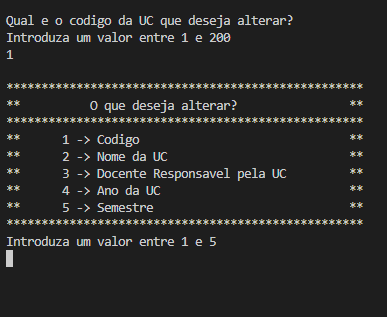 Qual e o codigo da UC que deseja alterar?
Introduza um valor entre 1 e 200
1
***************************************************
** O que deseja alterar? **
***************************************************
** 1 -> Codigo **
** 2 -> Nome da UC **
** 3 -> Docente Responsavel pela UC **
** 4 -> Ano da UC **
** 5 -> Semestre **
***************************************************
Introduza um valor entre 1 e 5